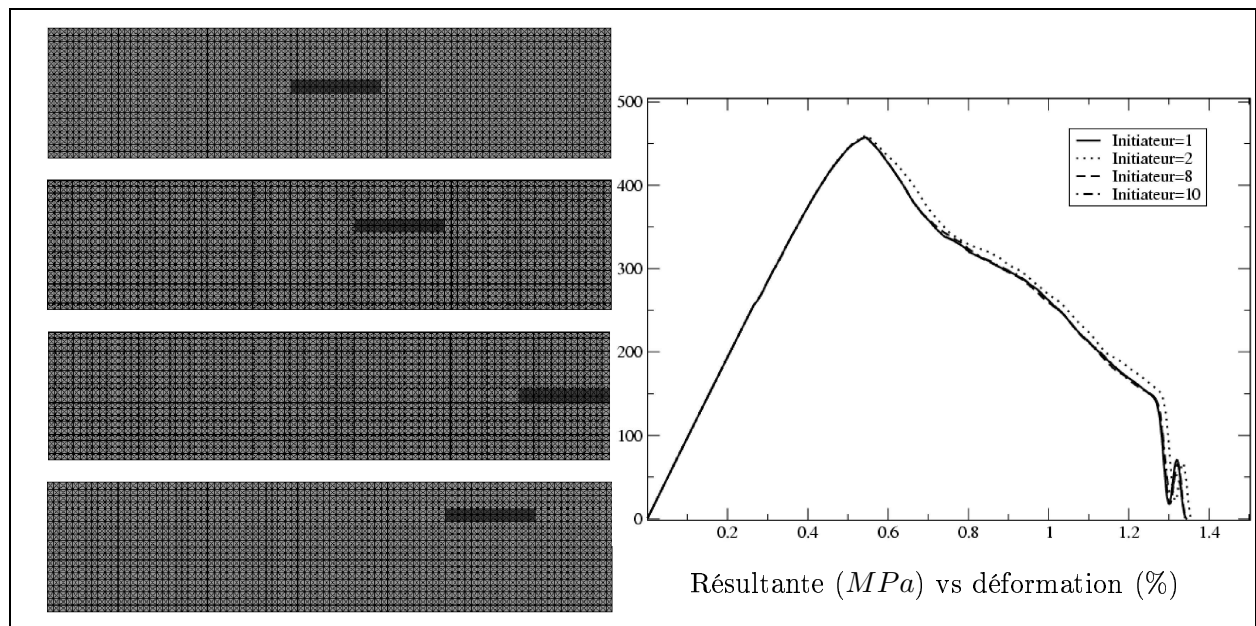 500
400
300
200
100
0
Initiateur=1
Initiateur=2
Initiateur=8
Initiateur=10
0.2 0.4 0.6 0.8 1 1.2 1.4
Résultante (MPa) vs déformation (%)